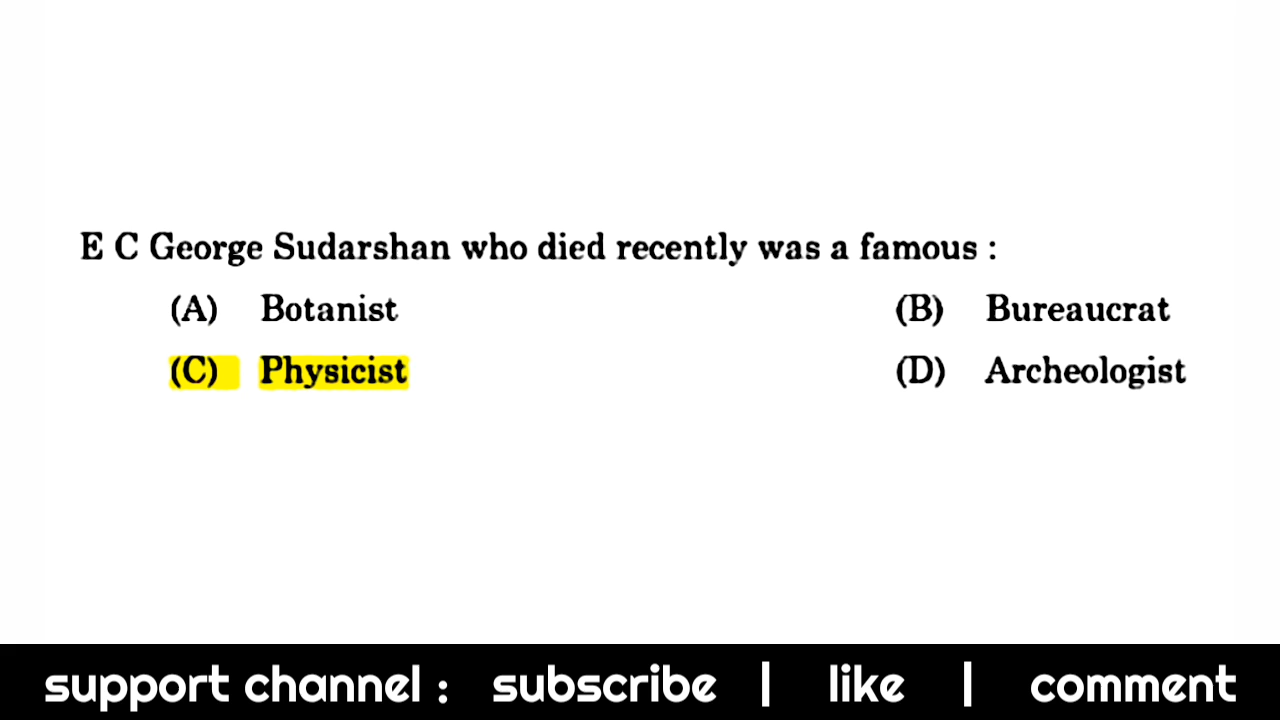 E C George Sudarshan who died recently was a famous :
(A) Botanist (B) Bureaucrat
(C) Physicist (D) Archeologist
support channel : subscribe | like | comment